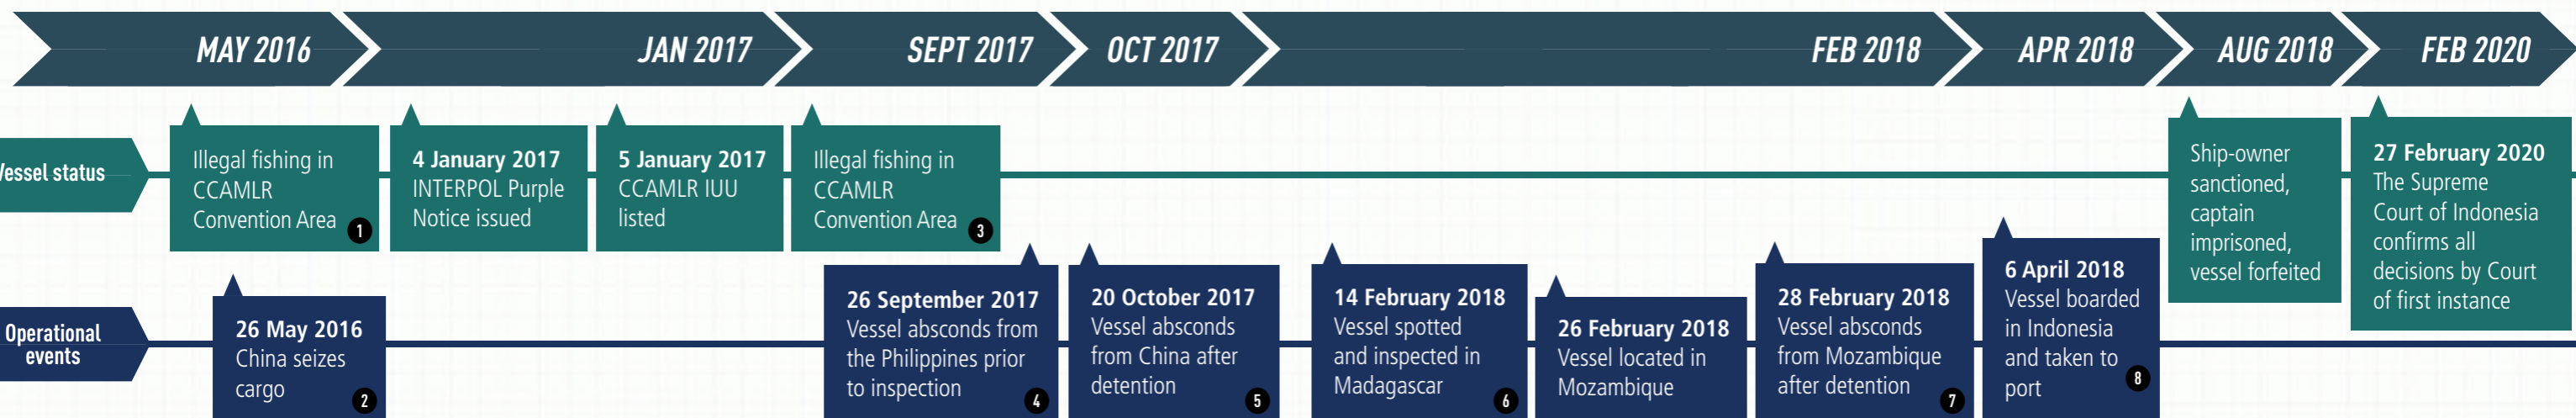 MAY 2016
JAN 2017
SEPT 2017
OCT 2017
FEB 2018
APR 2018
AUG 2018
FEB 2020
Vessel status
Illegal fishing in
CCAMLR
Convention Area
1
4 January 2017
INTERPOL Purple
Notice issued
5 January 2017
CCAMLR IUU
listed
Illegal fishing in
CCAMLR
Convention Area
3
Ship-owner
sanctioned,
captain
imprisoned,
vessel forfeited
27 February 2020
The Supreme
Court of Indonesia
confirms all
decisions by Court
of first instance
Operational
events
26 May 2016
China seizes
cargo
2
26 September 2017
Vessel absconds from
the Philippines prior
to inspection
4
20 October 2017
Vessel absconds
from China after
detention
5
14 February 2018
Vessel spotted
and inspected in
Madagascar
6
26 February 2018
Vessel located in
Mozambique
28 February 2018
Vessel absconds
from Mozambique
after detention
7
6 April 2018
Vessel boarded
in Indonesia
and taken to
port
8